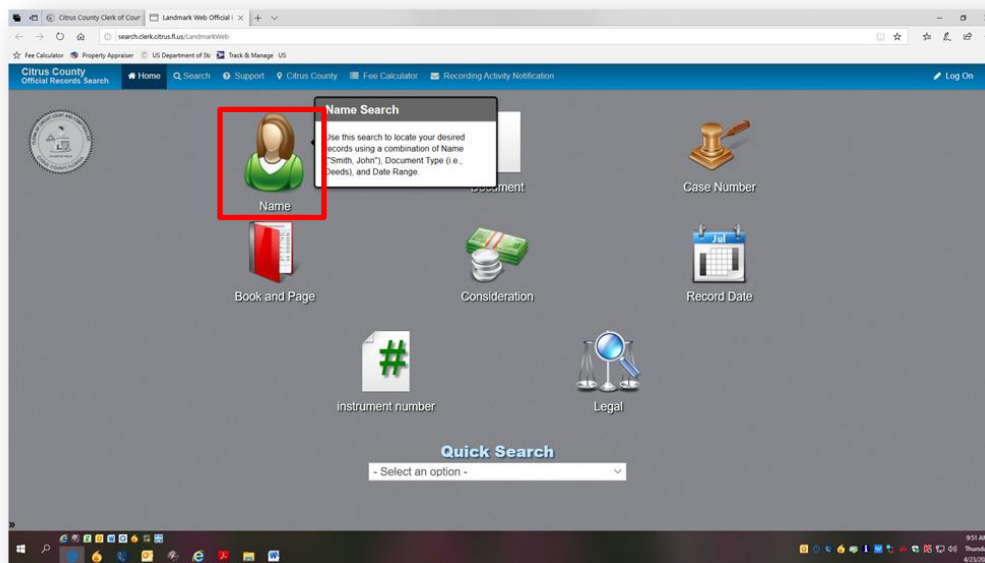 Citrus County Clerk of Cour
Landmark Web Official I
search.clerk.citrus.fl.us/LandmarkWeb
Fee Calculator
Property Appraiser
US Department of Sta
Track & Manage
US
Citrus County
Official Records Search
Home
Search
Support
Citrus County
Fee Calculator
Recording Activity Notification
Log On
Name Search
Use this search to locate your desired
records using a combination of Name
("Smith, John"), Document Type (i.e.,
Deeds), and Date Range.
Name
Document
Case Number
Jul
Book and Page
Consideration
Record Date
#
instrument number
Legal
Quick Search
- Select an option -
9:51 AM
Thursda